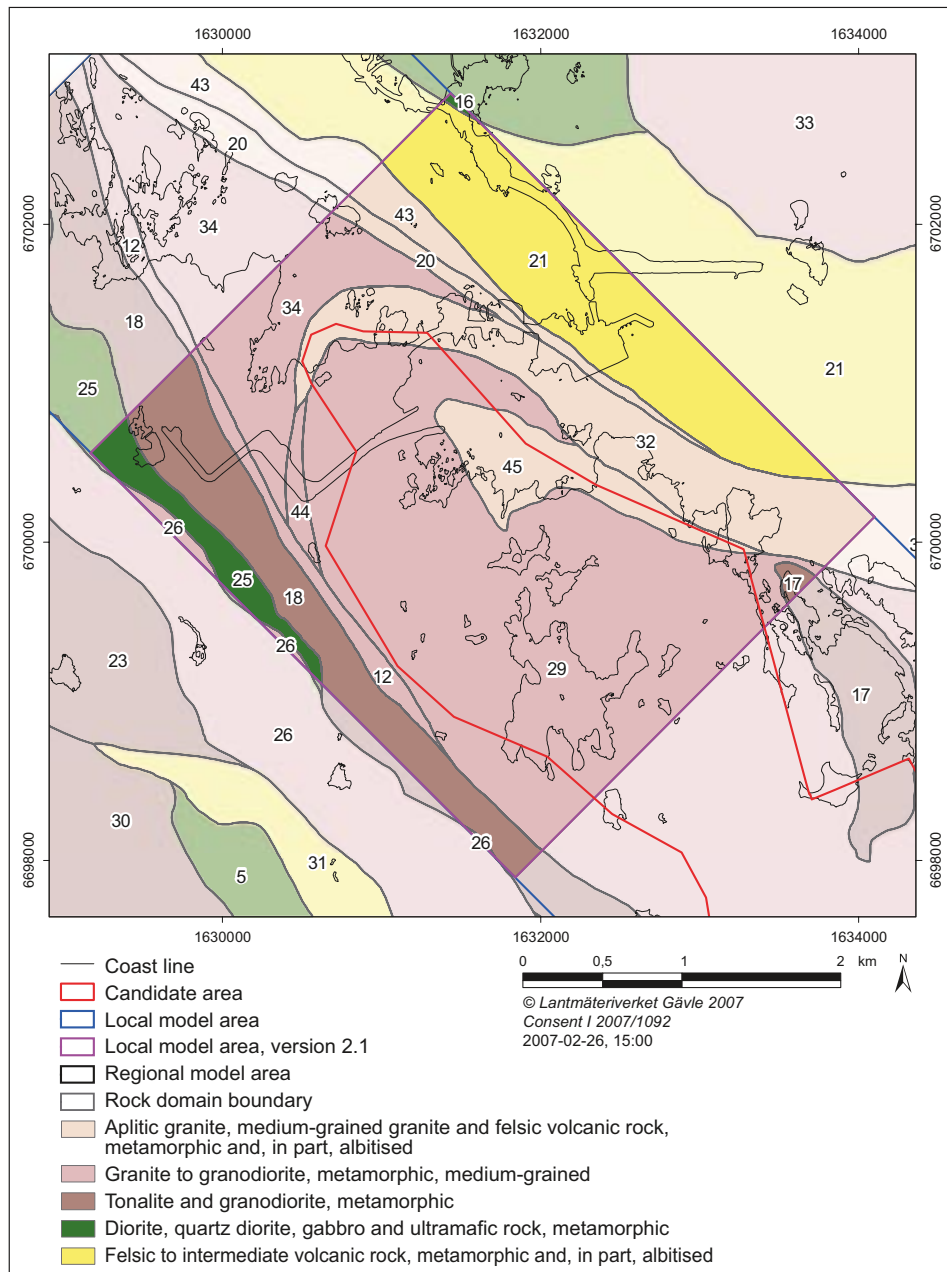 1630000 1632000 1634000
43
16
33
20
6702000 34 43 6702000
12
20 21
18 34
21
25
32
45
44
6700000 26 6700000
25 18 17
23 26
12 29 17
26
30
26
6698000 31 6698000
5
1630000 1632000 1634000
Coast line
Candidate area
Local model area
Local model area, version 2.1
Regional model area
Rock domain boundary
Aplitic granite, medium-grained granite and felsic volcanic rock,
metamorphic and, in part, albitised
Granite to granodiorite, metamorphic, medium-grained
Tonalite and granodiorite, metamorphic
Diorite, quartz diorite, gabbro and ultramafic rock, metamorphic
Felsic to intermediate volcanic rock, metamorphic and, in part, albitised
0 0,5 1 2 km N
© Lantmäteriverket Gävle 2007
Consent I 2007/1092
2007-02-26, 15:00